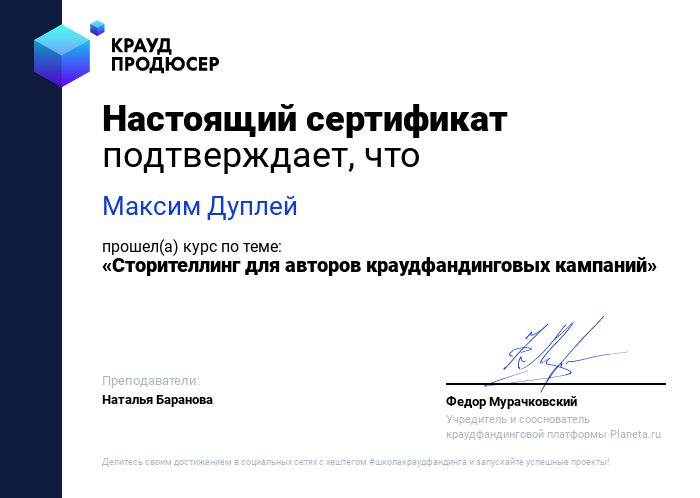 КРАУД
ПРОДЮСЕР
Настоящий сертификат
подтверждает, что
Максим Дуплей
прошел(а) курс по теме:
«Сторителлинг для авторов краудфандинговых кампаний»
Преподаватели:
Наталья Баранова
Федор Мурачковский
Учредитель и сооснователь
краудфандинговой платформы Planeta.ru
Делитесь своим достижением в социальных сетях с хештегом #школакраудфандинга и запускайте успешные проекты!